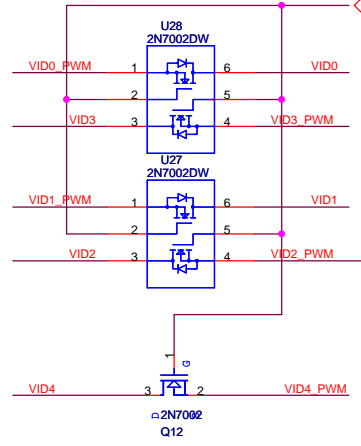 U28
2N7002DW
VID0_PWM 1 6 VID0
2 5
VID3 3 4 VID3_PWM
U27
2N7002DW
VID1_PWM 1 6 VID1
2 5
VID2 3 4 VID2_PWM
1
G
VID4 3 2 VID4_PWM
D 2N7002
Q12